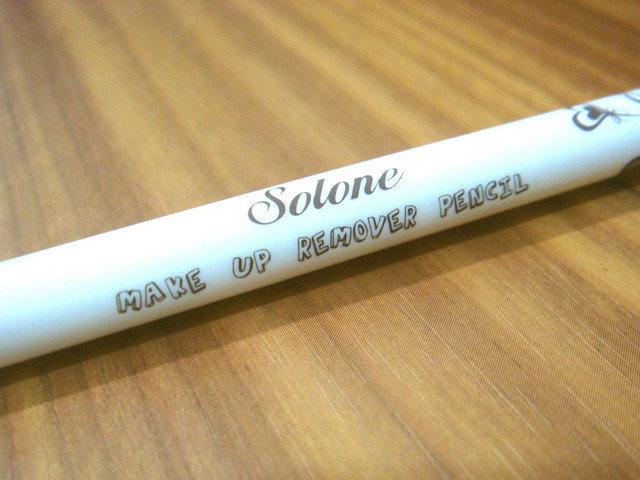 Solone
MAKE UP REMOVER PENCIL